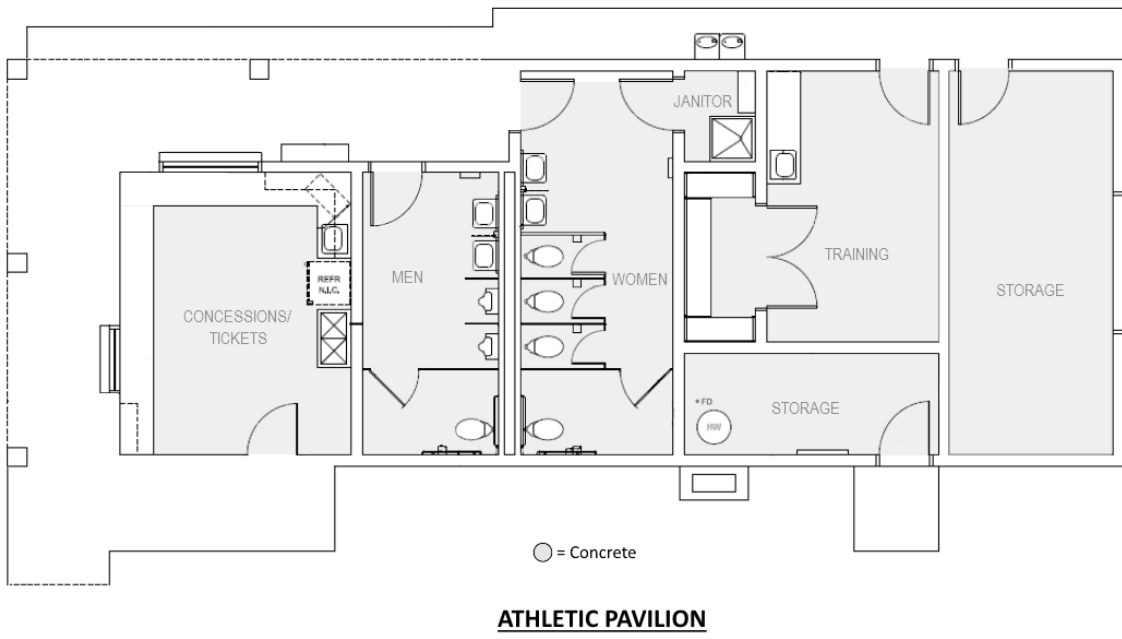 JANITOR
MEN
WOMEN
TRAINING
STORAGE
REFR
N.I.C.
CONCESSIONS/
TICKETS
• FD
HW
STORAGE
= Concrete
ATHLETIC PAVILION